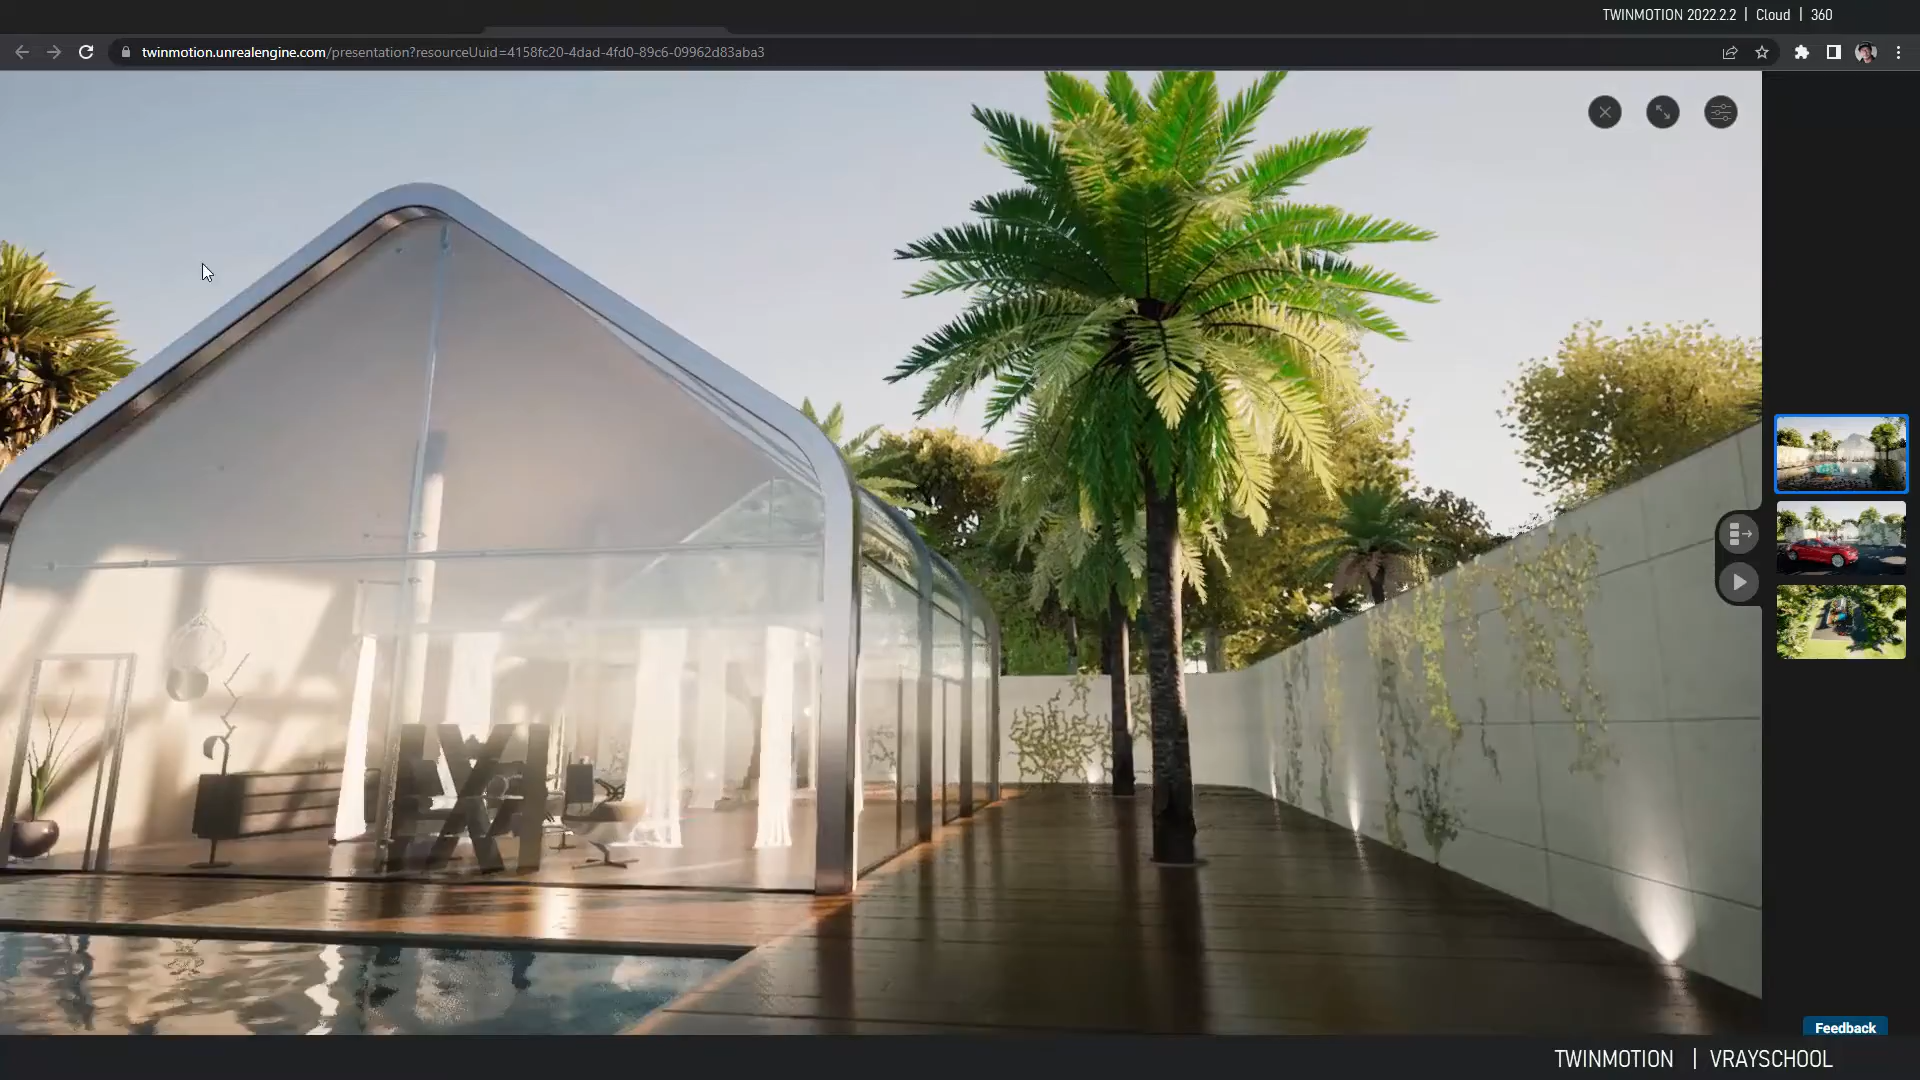 TWINMOTION 2022.2.2 | Cloud | 360
twinmotion.unrealengine.com/presentation?resourceUuid=4158fc20-4dad-4fd0-89c6-09962d83aba3
Feedback
TWINMOTION | VRAYSCHOOL